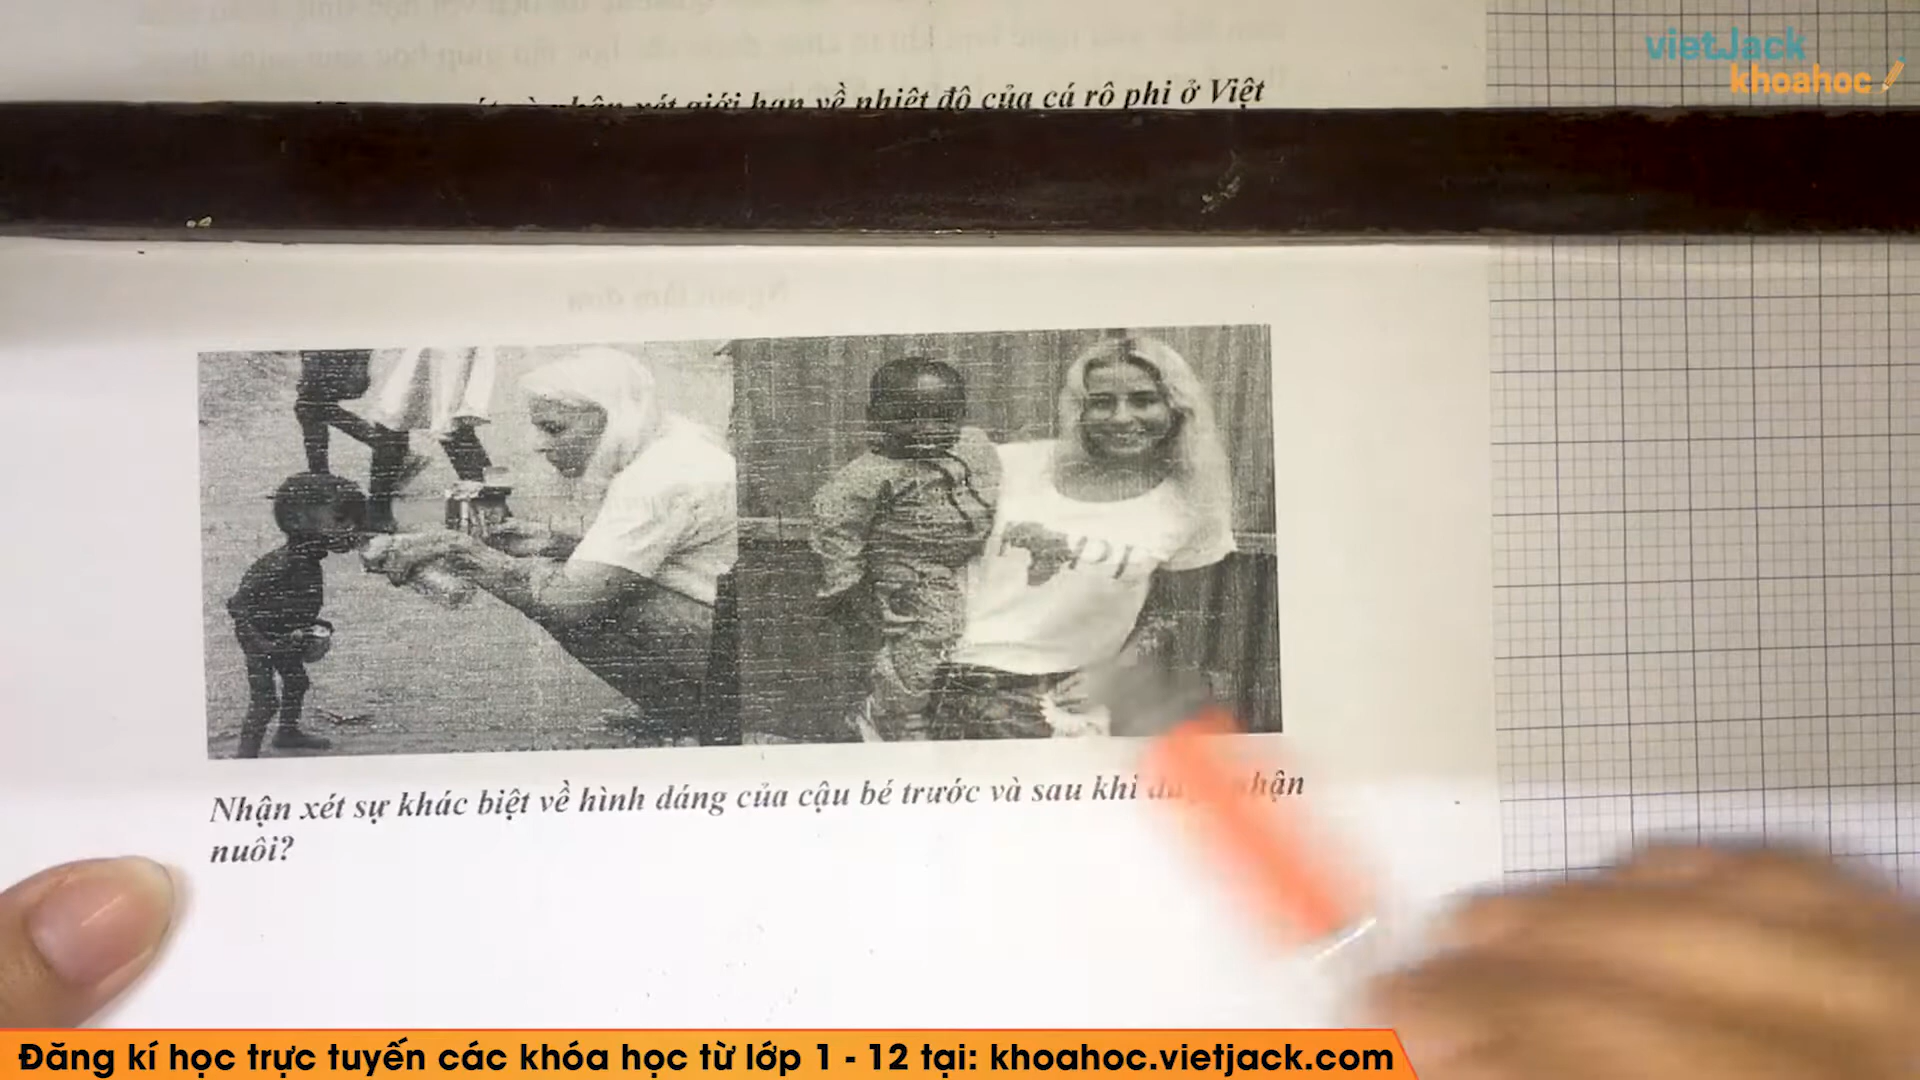 vietJack
khoahoc
xét giới hạn về nhiệt độ của cá rô phi ở Việt
Nhận xét sự khác biệt về hình dáng của cậu bé trước và sau khi nhận
nuôi?
Đăng kí học trực tuyến các khóa học từ lớp 1 - 12 tại: khoahoc.vietjack.com